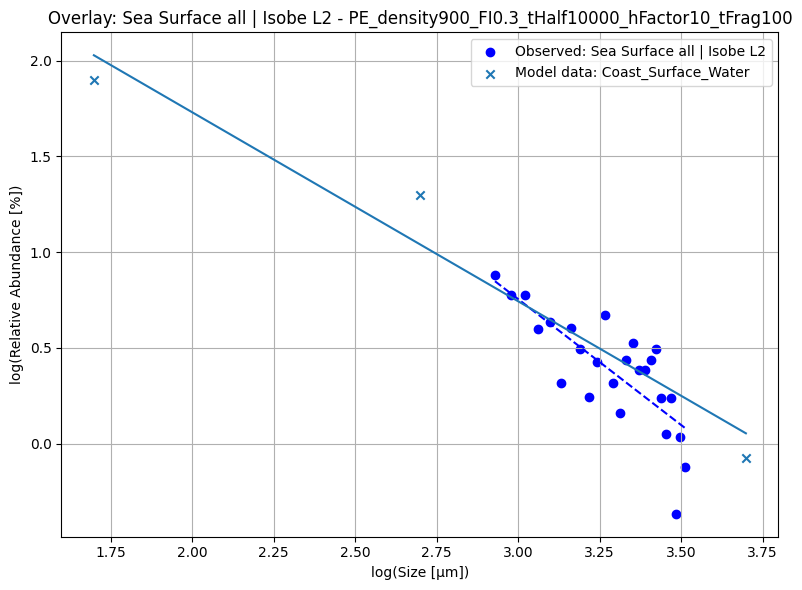 Overlay: Sea Surface all | Isobe L2 - PE_density900_FI0.3_tHalf10000_hFactor10_tFrag100
Observed: Sea Surface all | Isobe L2
Model data: Coast_Surface_Water
log(Relative Abundance [%])
2.0
1.5
1.0
0.5
0.0
1.75 2.00 2.25 2.50 2.75 3.00 3.25 3.50 3.75
log(Size [μm])